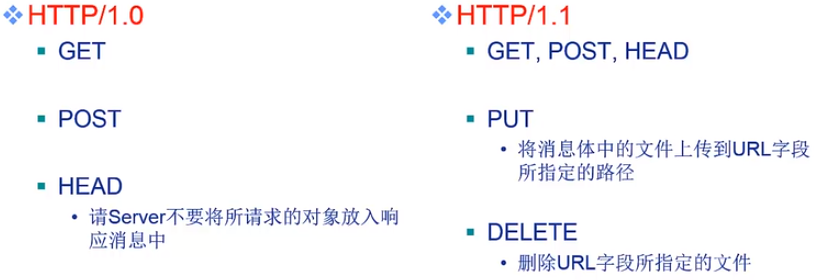 ❖ HTTP/1.0
▪ GET
▪ POST
▪ HEAD
• 请Server不要将所请求的对象放入响
应消息中
❖ HTTP/1.1
▪ GET, POST, HEAD
▪ PUT
• 将消息体中的文件上传到URL字段
所指定的路径
▪ DELETE
• 删除URL字段所指定的文件